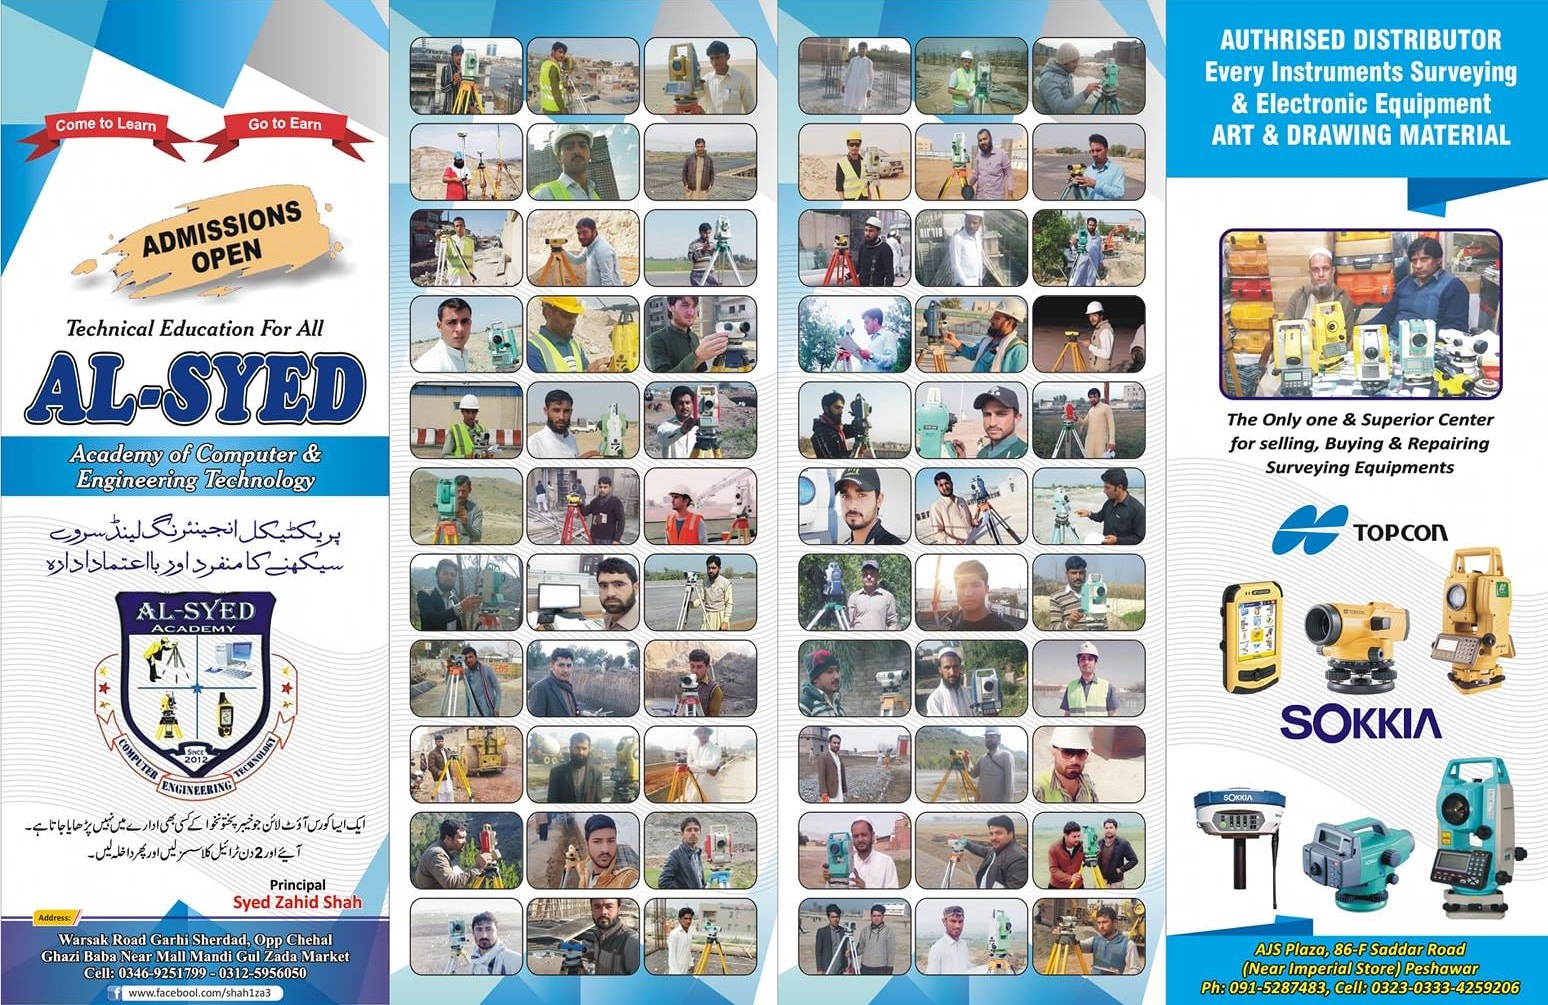 Come to Learn
Go to Earn
ADMISSIONS
OPEN
Technical Education For All
AL-SYED
Academy of Computer &
Engineering Technology
پریکٹیکل انجینئرنگ لینڈ سروے
سیکھنے کا منفرد اور بااعتماد ادارہ
AL-SYED
ACADEMY
SINCE
2012
COMPUTER ENGINEERING TECHNOLOGY
ایک ایسا کورس آؤٹ لائن جو خیبر پختونخوا کے کسی بھی ادارے میں نہیں پڑھایا جاتا ہے۔
آیئے اور 2 دن ٹرائیل کلاسسز لیں اور پھر داخلہ لیں۔
Principal
Syed Zahid Shah
Address:
Warsak Road Garhi Sherdad, Opp Chehal
Ghazi Baba Near Mall Mandi Gul Zada Market
Cell: 0346-9251799 - 0312-5956050
f www.facebool.com/shah1za3
AUTHRISED DISTRIBUTOR
Every Instruments Surveying
& Electronic Equipment
ART & DRAWING MATERIAL
The Only one & Superior Center
for selling, Buying & Repairing
Surveying Equipments
TOPCON
SOKKIA
SOKKIA
AJS Plaza, 86-F Saddar Road
(Near Imperial Store) Peshawar
Ph: 091-5287483, Cell: 0323-0333-4259206